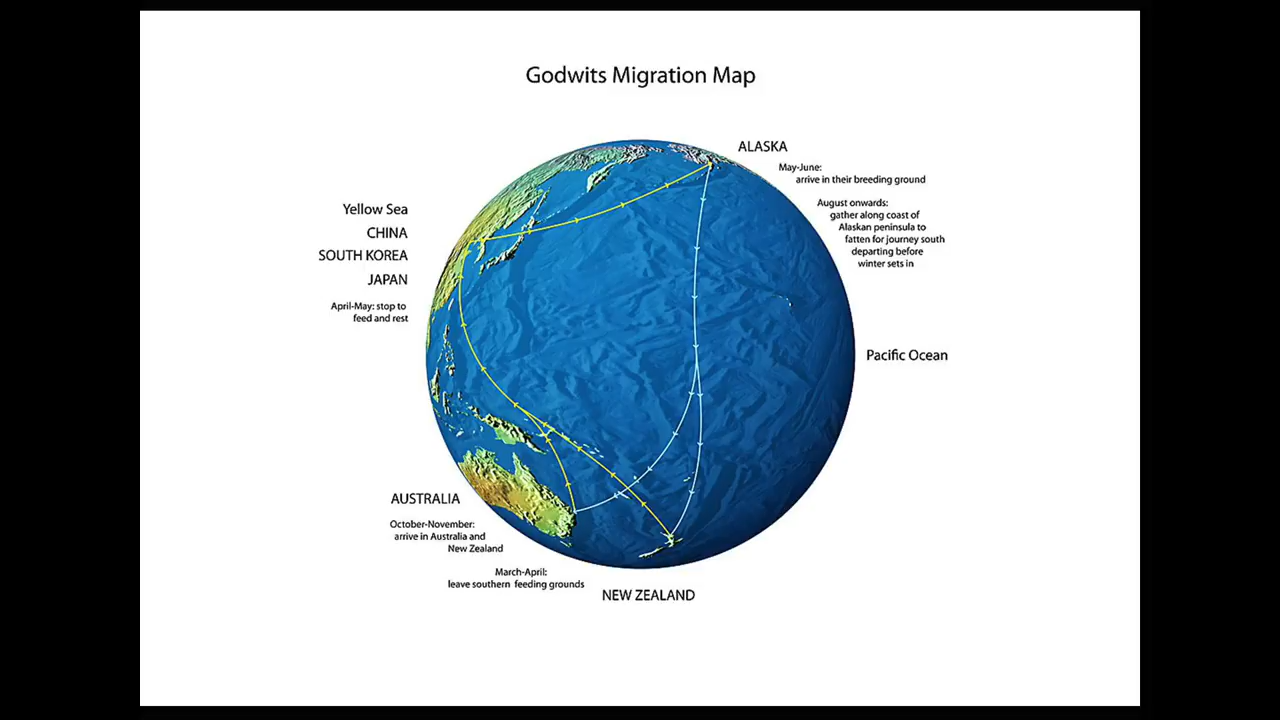 Godwits Migration Map
ALASKA
May-June:
arrive in their breeding ground
August onwards:
gather along coast of
Alaskan peninsula to
fatten for journey south
departing before
winter sets in
Yellow Sea
CHINA
SOUTH KOREA
JAPAN
April-May: stop to
feed and rest
Pacific Ocean
AUSTRALIA
October-November:
arrive in Australia and
New Zealand
March-April:
leave southern feeding grounds
NEW ZEALAND